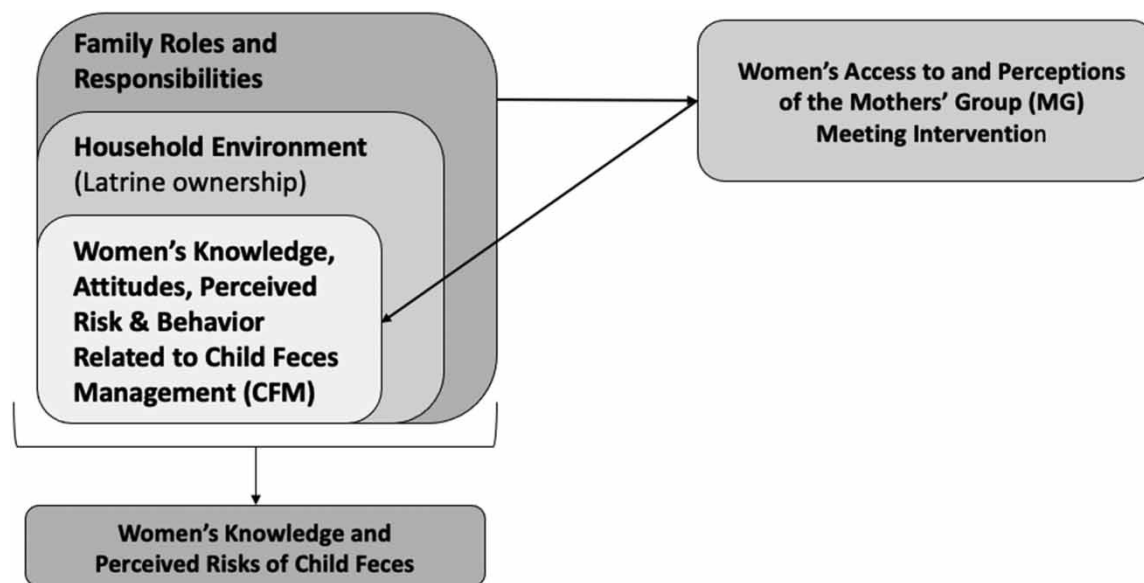 Family Roles and
Responsibilities
Household Environment
(Latrine ownership)
Women’s Knowledge,
Attitudes, Perceived
Risk & Behavior
Related to Child Feces
Management (CFM)
Women’s Access to and Perceptions
of the Mothers’ Group (MG)
Meeting Intervention
Women’s Knowledge and
Perceived Risks of Child Feces